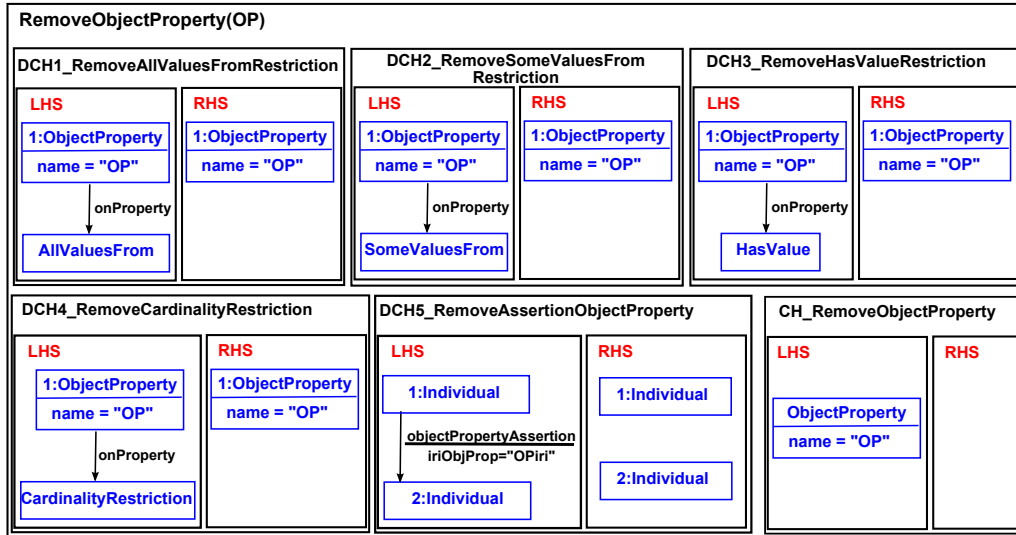 RemoveObjectProperty(OP)
DCH1_RemoveAllValuesFromRestriction
LHS
1:ObjectProperty
name = "OP"
onProperty
AllValuesFrom
RHS
1:ObjectProperty
name = "OP"
DCH2_RemoveSomeValuesFrom
Restriction
LHS
1:ObjectProperty
name = "OP"
onProperty
SomeValuesFrom
RHS
1:ObjectProperty
name = "OP"
DCH3_RemoveHasValueRestriction
LHS
1:ObjectProperty
name = "OP"
onProperty
HasValue
RHS
1:ObjectProperty
name = "OP"
DCH4_RemoveCardinalityRestriction
LHS
1:ObjectProperty
name = "OP"
onProperty
CardinalityRestriction
RHS
1:ObjectProperty
name = "OP"
DCH5_RemoveAssertionObjectProperty
LHS
1:Individual
objectPropertyAssertion
iriObjProp="OPiri"
2:Individual
RHS
1:Individual
2:Individual
CH_RemoveObjectProperty
LHS
ObjectProperty
name = "OP"
RHS